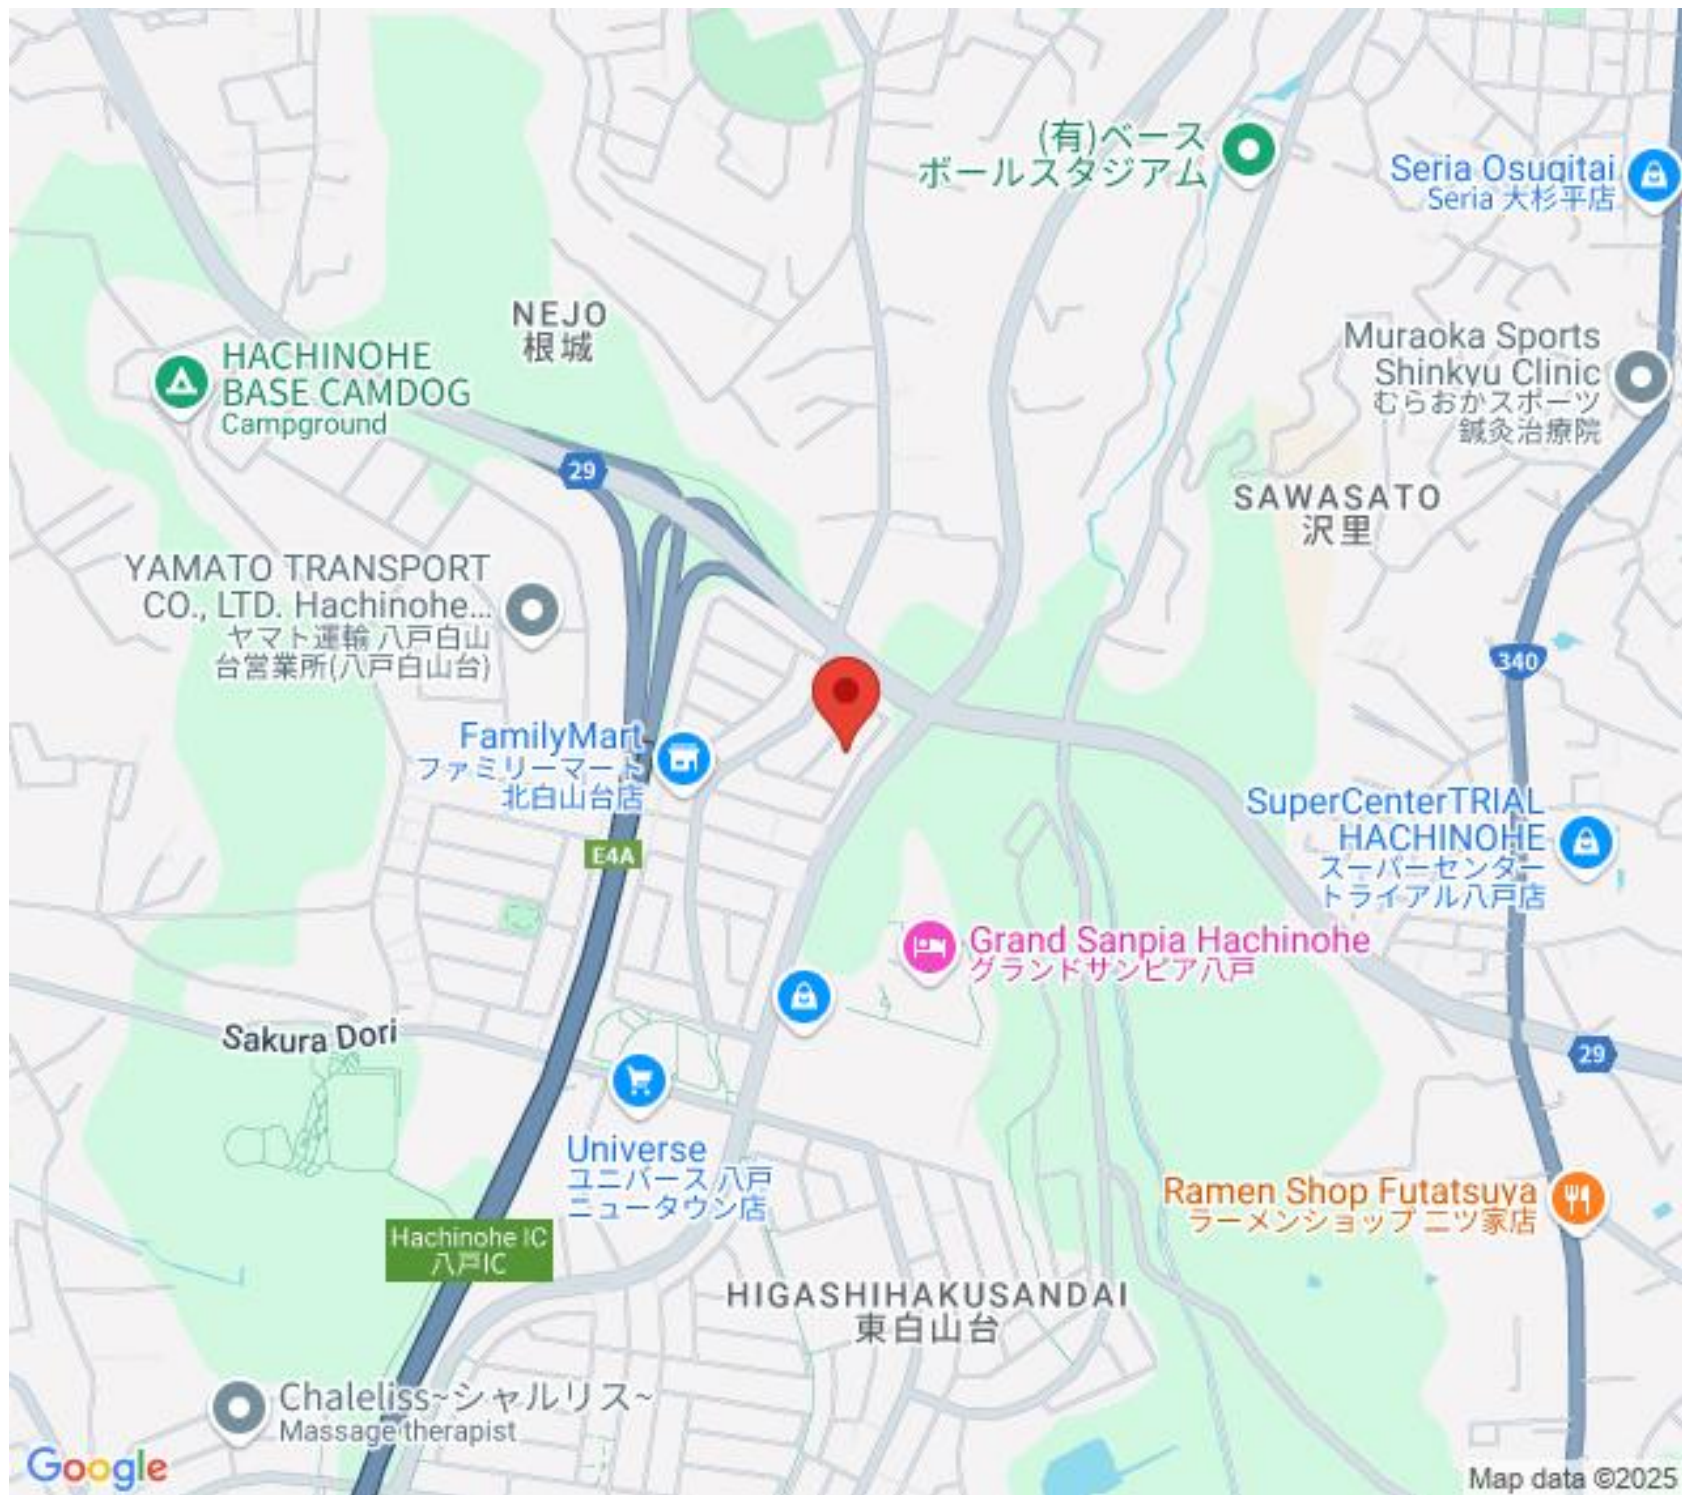 (有)ベース
ボールスタジアム
Seria Osugitai
Seria 大杉平店
NEJO
根城
Muraoka Sports
Shinkyu Clinic
むらおかスポーツ
鍼灸治療院
HACHINOHE
BASE CAMDOG
Campground
29
SAWASATO
沢里
YAMATO TRANSPORT
CO., LTD. Hachinohe...
ヤマト運輸 八戸白山
台営業所(八戸白山台)
340
FamilyMart
ファミリーマート
北白山台店
SuperCenterTRIAL
HACHINOHE
スーパーセンター
トライアル八戸店
E4A
Grand Sanpia Hachinohe
グランドサンピア八戸
Sakura Dori
29
Universe
ユニバース 八戸
ニュータウン店
Ramen Shop Futatsuya
ラーメンショップ 二ツ家店
Hachinohe IC
八戸IC
HIGASHIHAKUSANDAI
東白山台
Chaleliss~シャルリス~
Massage therapist
Google
Map data ©2025